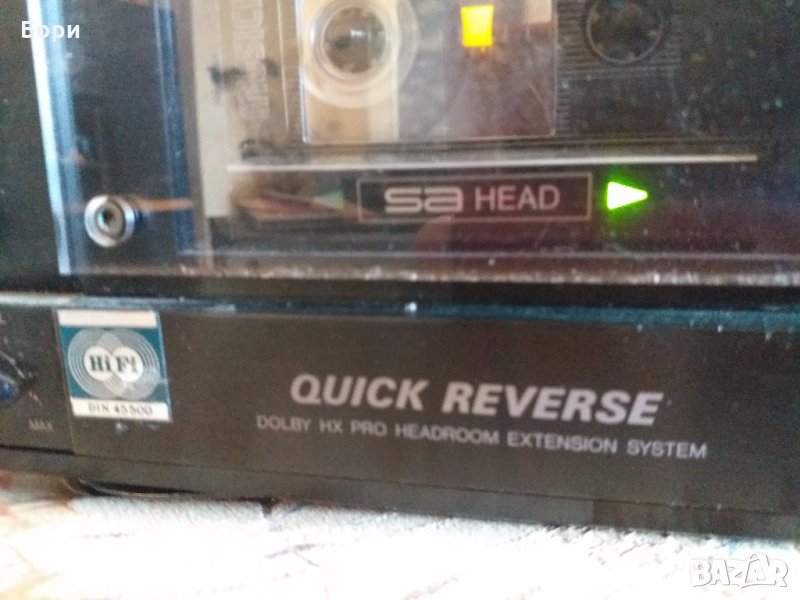 Бори
sa HEAD
HiFi
DIN 45500
MAX
QUICK REVERSE
DOLBY HX PRO HEADROOM EXTENSION SYSTEM
BAZAR